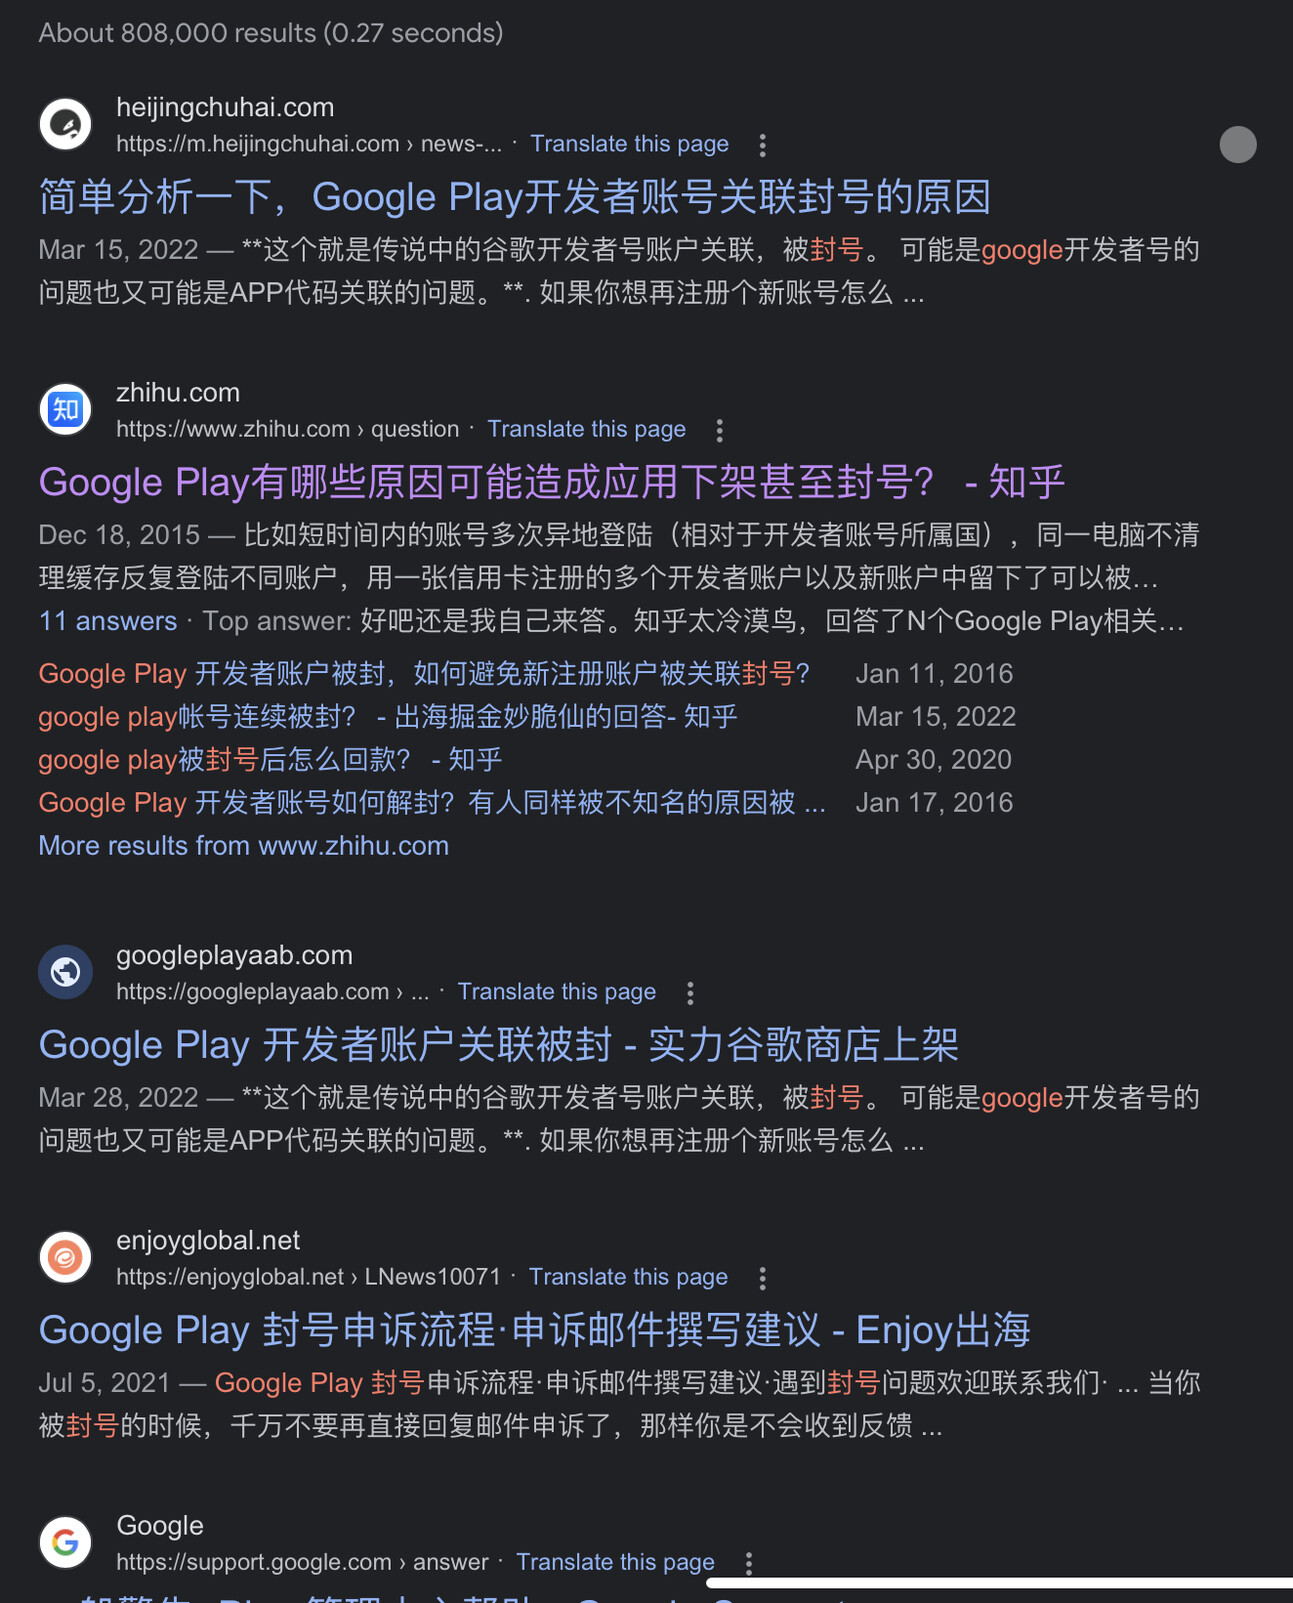 About 808,000 results (0.27 seconds)
heijingchuhai.com
https://m.heijingchuhai.com › news-... · Translate this page
简单分析一下，Google Play开发者账号关联封号的原因
Mar 15, 2022 — **这个就是传说中的谷歌开发者号账户关联，被封号。 可能是google开发者号的
问题也又可能是APP代码关联的问题。**. 如果你想再注册个新账号怎么 ...
知
zhihu.com
https://www.zhihu.com › question · Translate this page
Google Play有哪些原因可能造成应用下架甚至封号？ - 知乎
Dec 18, 2015 — 比如短时间内的账号多次异地登陆（相对于开发者账号所属国），同一电脑不清
理缓存反复登陆不同账户，用一张信用卡注册的多个开发者账户以及新账户中留下了可以被...
11 answers · Top answer: 好吧还是我自己来答。知乎太冷漠鸟，回答了N个Google Play相关...
Google Play 开发者账户被封，如何避免新注册账户被关联封号? Jan 11, 2016
google play帐号连续被封？ - 出海掘金妙脆仙的回答- 知乎 Mar 15, 2022
google play被封号后怎么回款？ - 知乎 Apr 30, 2020
Google Play 开发者账号如何解封？有人同样被不知名的原因被 ... Jan 17, 2016
More results from www.zhihu.com
googleplayaab.com
https://googleplayaab.com › ... · Translate this page
Google Play 开发者账户关联被封 - 实力谷歌商店上架
Mar 28, 2022 — **这个就是传说中的谷歌开发者号账户关联，被封号。 可能是google开发者号的
问题也又可能是APP代码关联的问题。**. 如果你想再注册个新账号怎么 ...
enjoyglobal.net
https://enjoyglobal.net › LNews10071 · Translate this page
Google Play 封号申诉流程·申诉邮件撰写建议 - Enjoy出海
Jul 5, 2021 — Google Play 封号申诉流程·申诉邮件撰写建议·遇到封号问题欢迎联系我们· ... 当你
被封号的时候，千万不要再直接回复邮件申诉了，那样你是不会收到反馈 ...
Google
https://support.google.com › answer · Translate this page